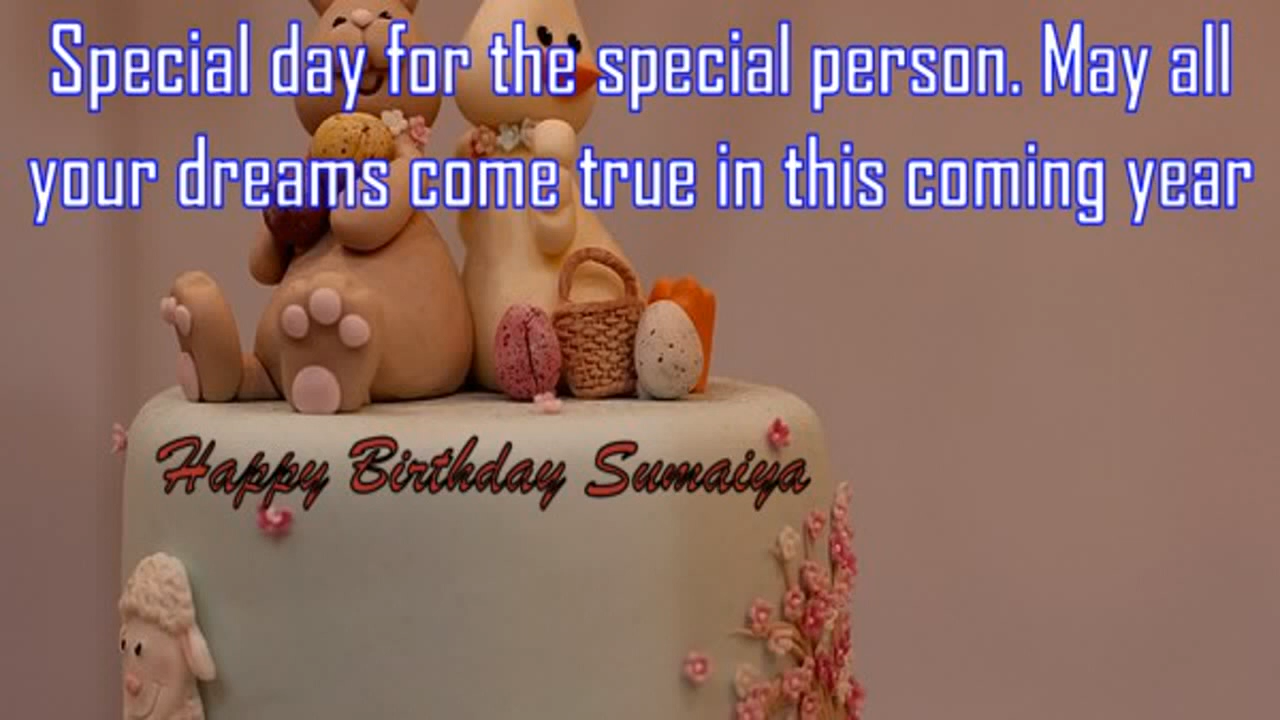 Special day for the special person. May all
your dreams come true in this coming year
Happy Birthday Sumaiya